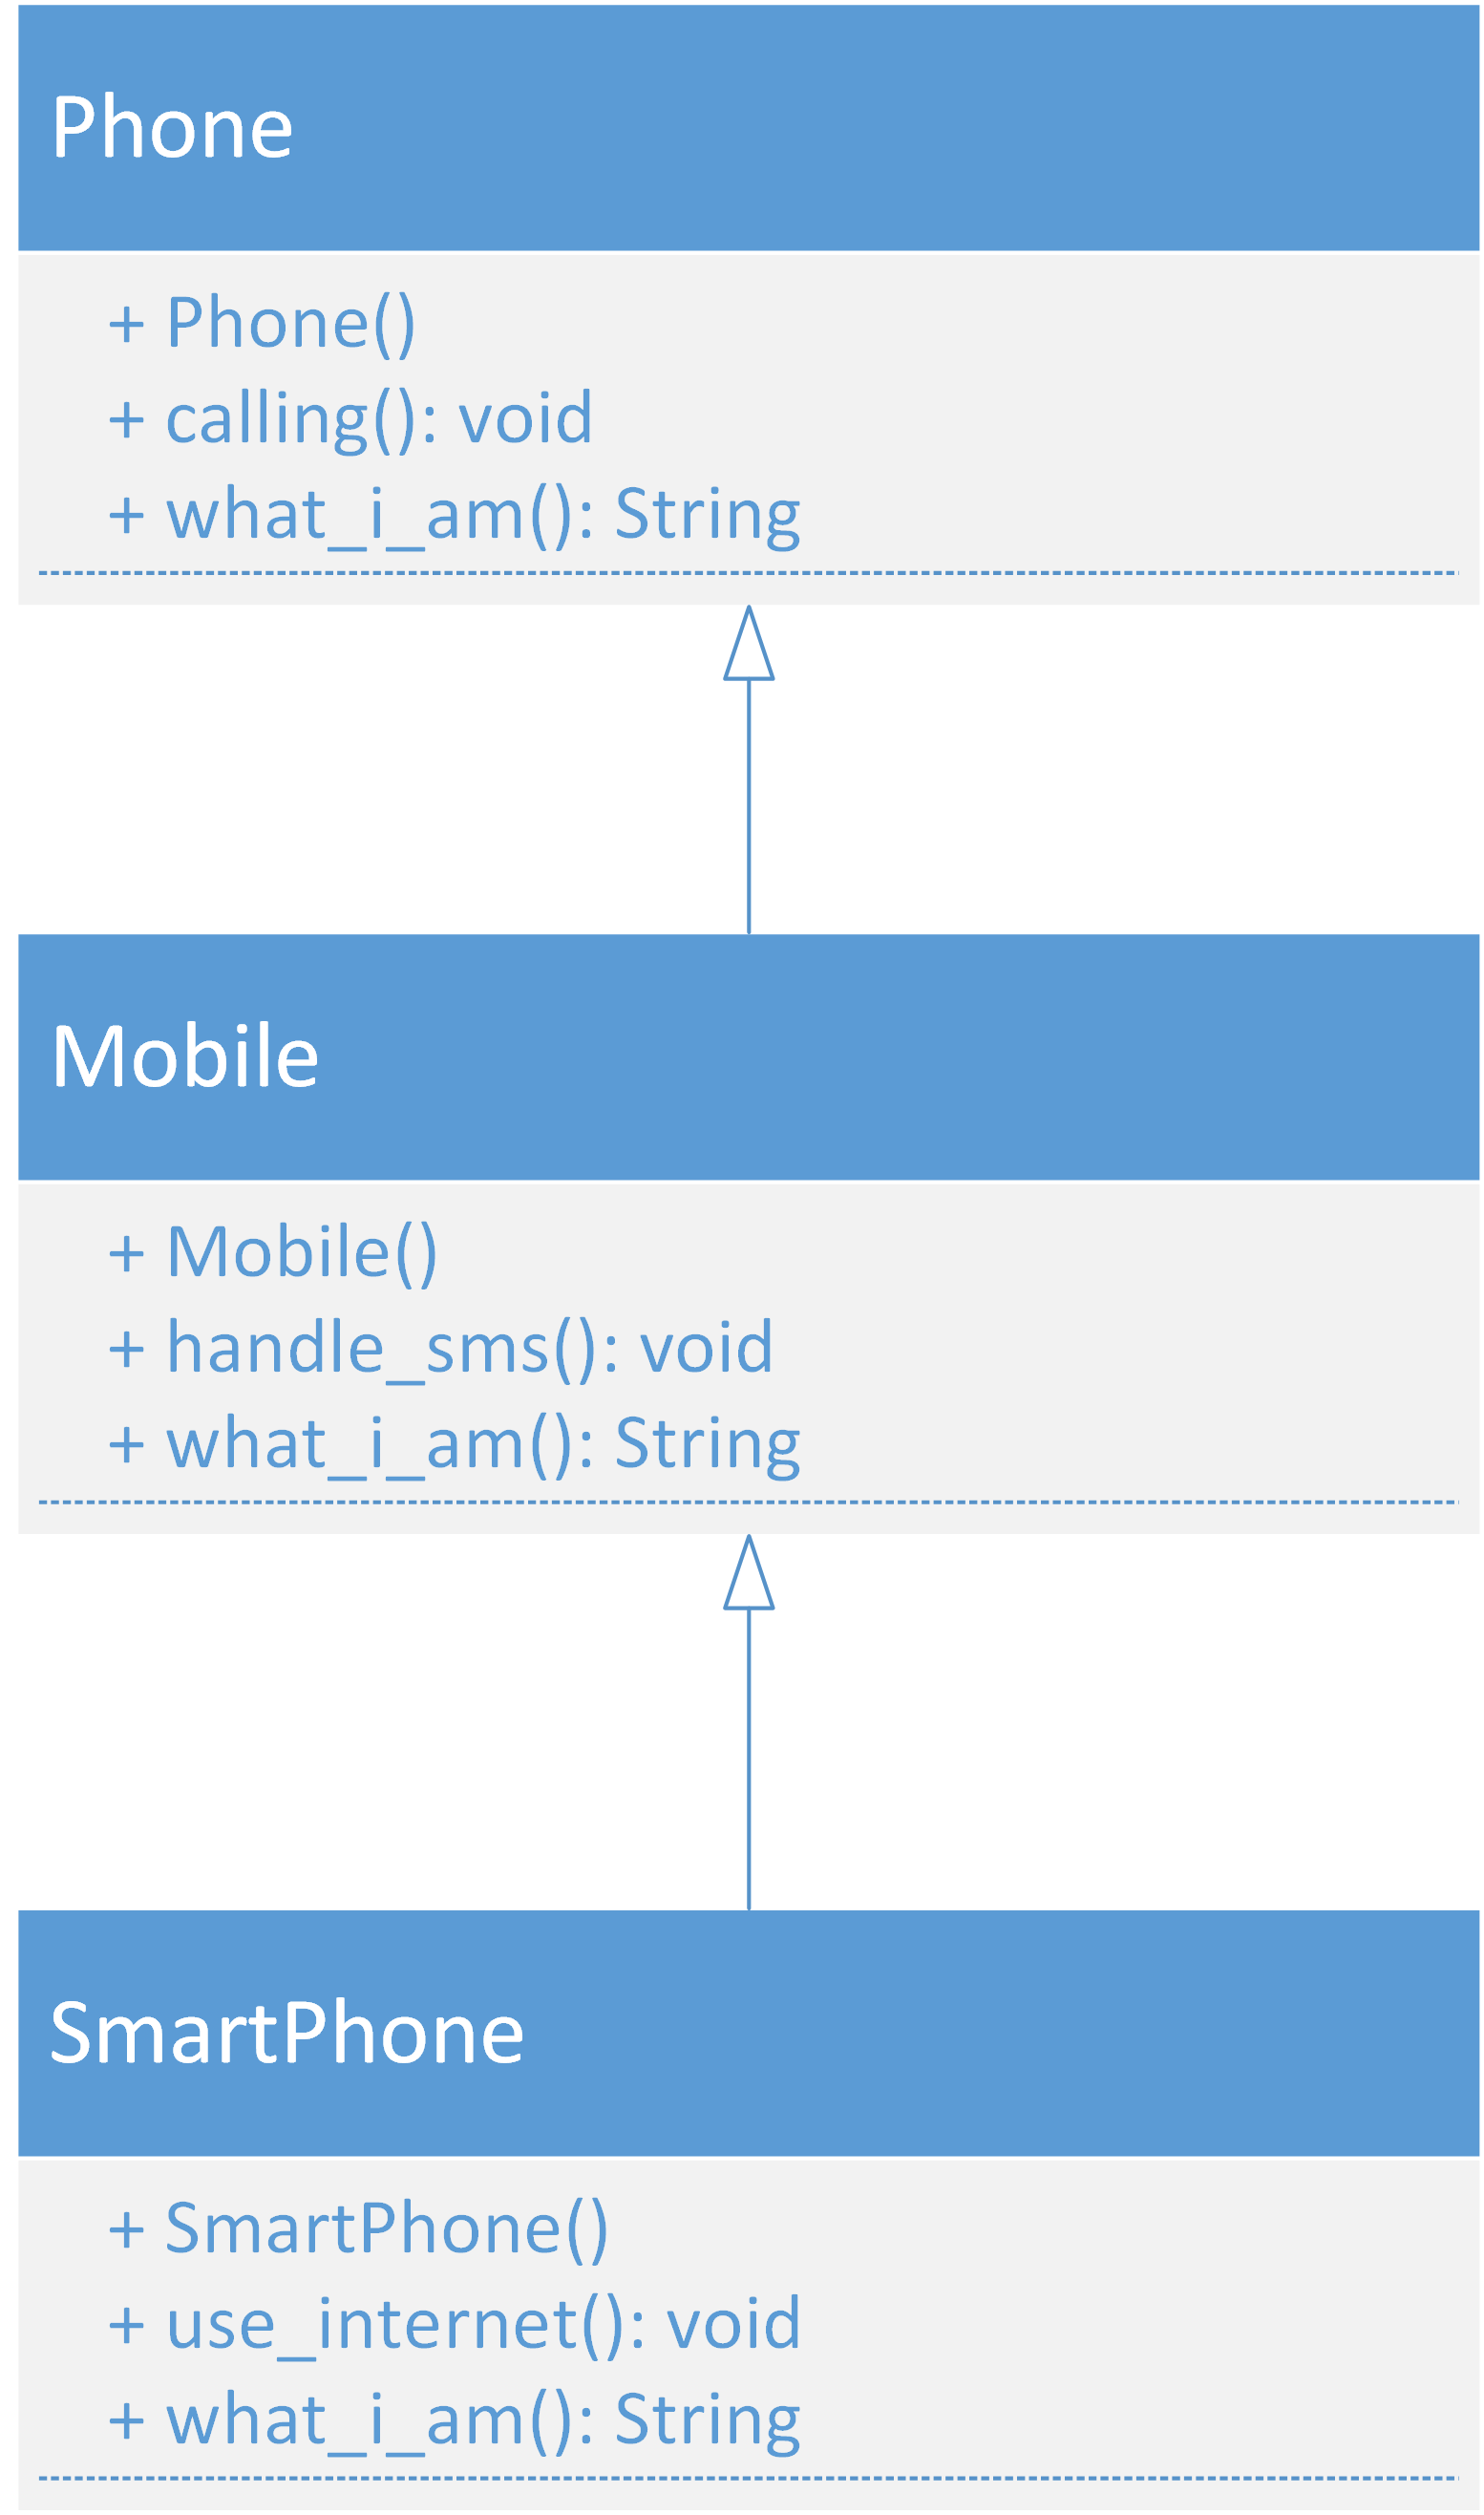 Phone
+ Phone()
+ calling(): void
+ what_i_am(): String
Mobile
+ Mobile()
+ handle_sms(): void
+ what_i_am(): String
SmartPhone
+ SmartPhone()
+ use_internet(): void
+ what_i_am(): String